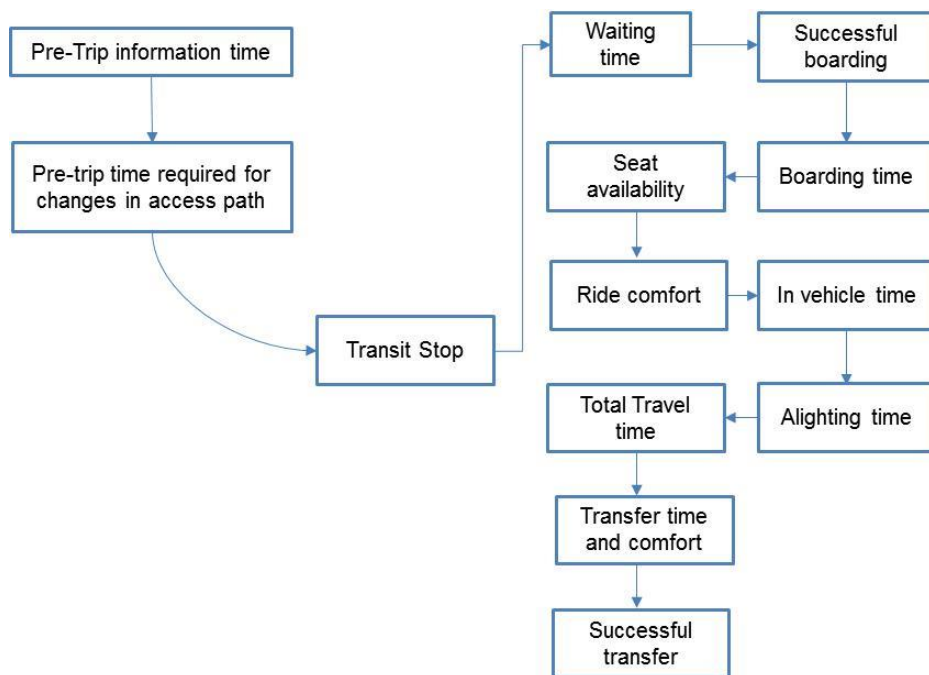 Pre-Trip information time
Pre-trip time required for
changes in access path
Transit Stop
Waiting
time
Successful
boarding
Boarding time
Seat
availability
Ride comfort
In vehicle time
Alighting time
Total Travel
time
Transfer time
and comfort
Successful
transfer